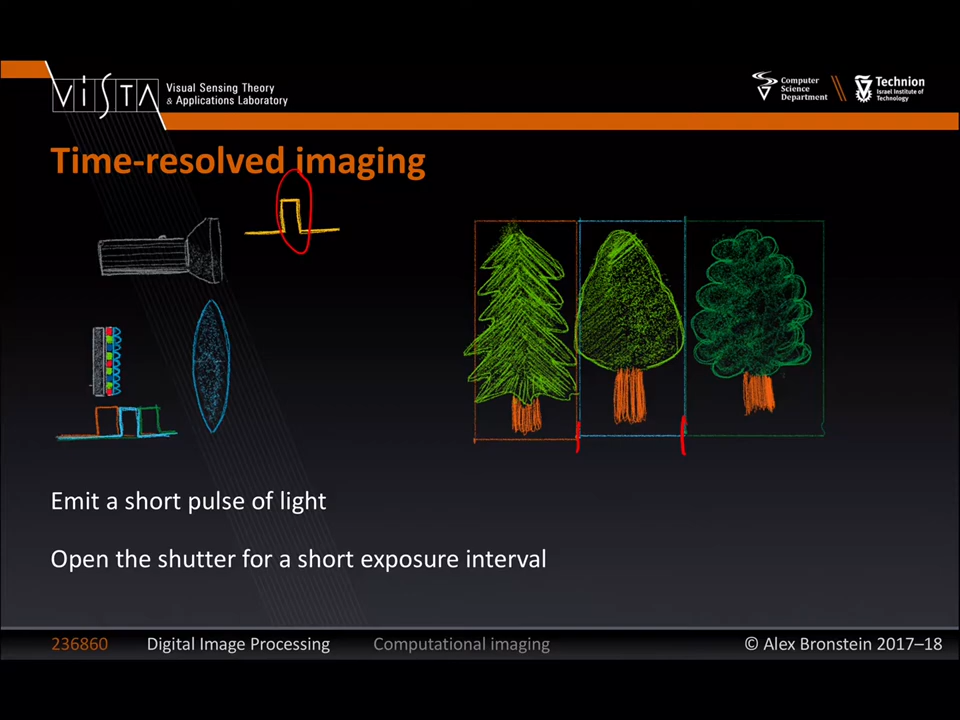 ViSTA
Visual Sensing Theory
& Applications Laboratory
Computer
Science
Department
Technion
Israel Institute of
Technology
Time-resolved imaging
Emit a short pulse of light
Open the shutter for a short exposure interval
236860 Digital Image Processing Computational imaging © Alex Bronstein 2017–18